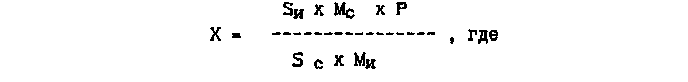 Sи x Mс x P
X = ---------------- , где
S с x Mи